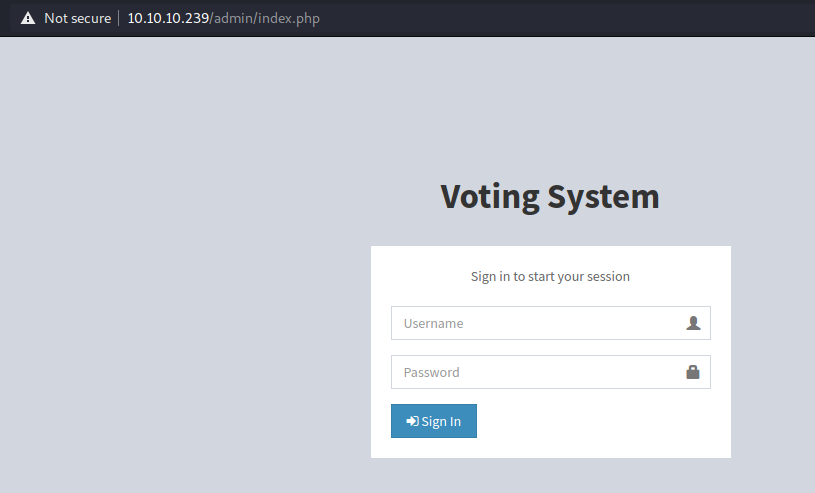 Not secure 10.10.10.239/admin/index.php
Voting System
Sign in to start your session
Username
Password
Sign In